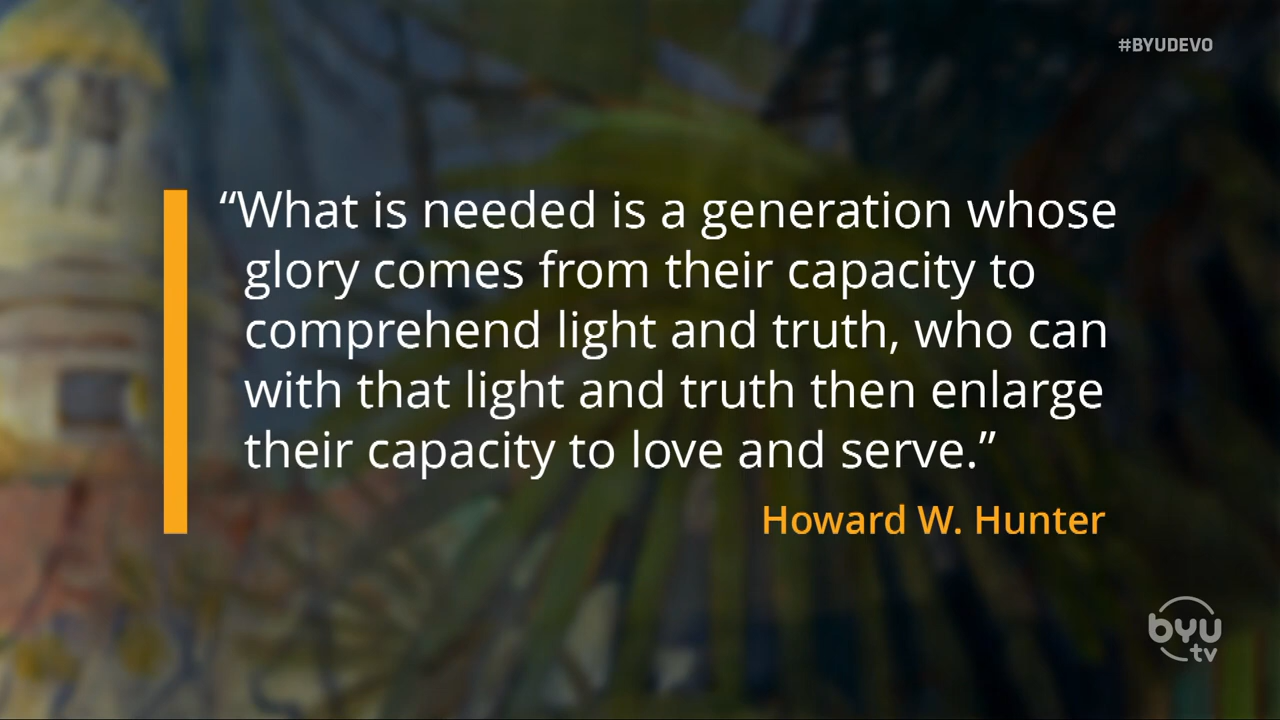 #BYUDEVO
“What is needed is a generation whose
glory comes from their capacity to
comprehend light and truth, who can
with that light and truth then enlarge
their capacity to love and serve.”
Howard W. Hunter
byu
tv